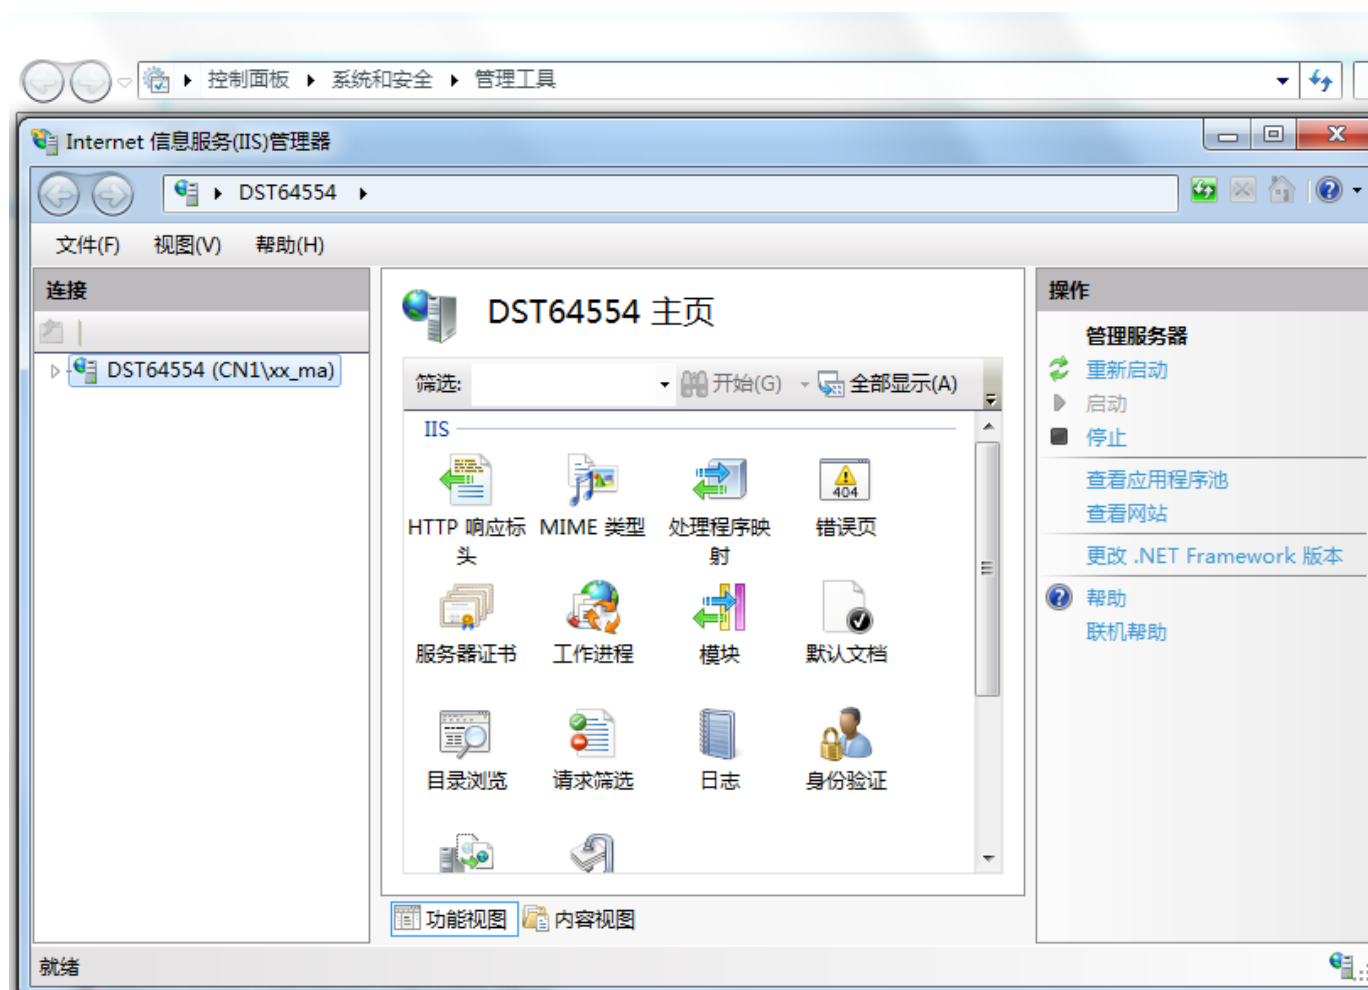 控制面板 系统和安全 管理工具
Internet 信息服务(IIS)管理器
DST64554
文件(F) 视图(V) 帮助(H)
连接
DST64554 (CN1\xx_ma)
DST64554 主页
筛选: 开始(G) 全部显示(A)
IIS
HTTP 响应标头
MIME 类型
处理程序映射
404
错误页
服务器证书
工作进程
模块
默认文档
目录浏览
请求筛选
日志
身份验证
功能视图 内容视图
操作
管理服务器
重新启动
启动
停止
查看应用程序池
查看网站
更改 .NET Framework 版本
帮助
联机帮助
就绪